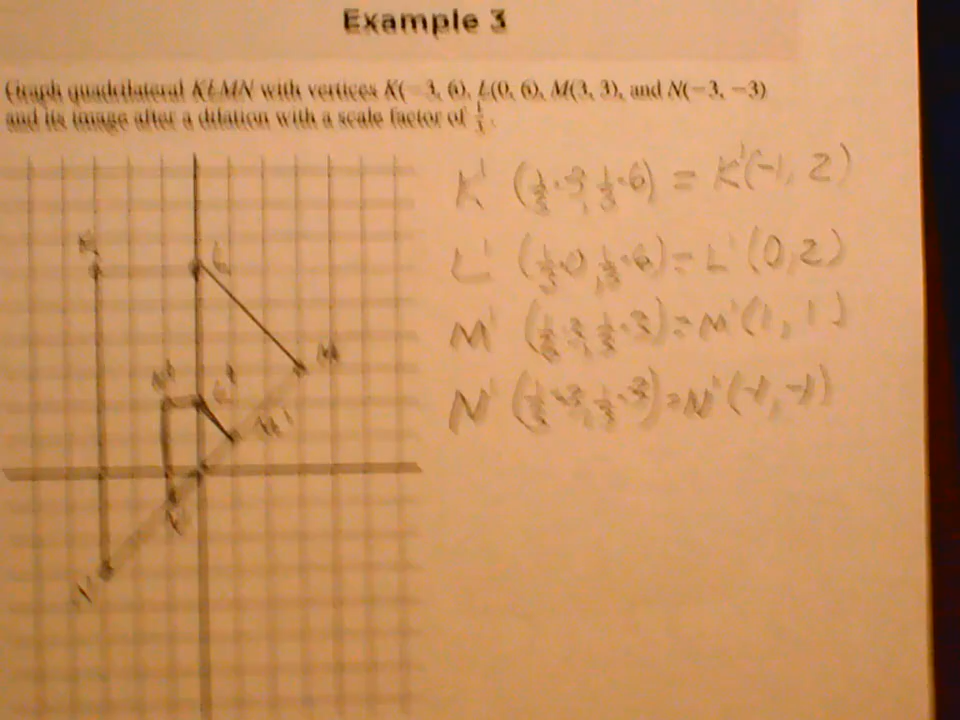 Example 3
Graph quadrilateral KLMN with vertices K(−3, 6), L(0, 6), M(3, 3), and N(−3, −3)
and its image after a dilation with a scale factor of 1/3.
K' (1/3·-3, 1/3·6) = K'(-1, 2)
L' (1/3·0, 1/3·6) = L'(0, 2)
M' (1/3·3, 1/3·3) = M'(1, 1)
N' (1/3·-3, 1/3·-3) = N'(-1, -1)
K
L
M
K'
L'
M'
N'
N